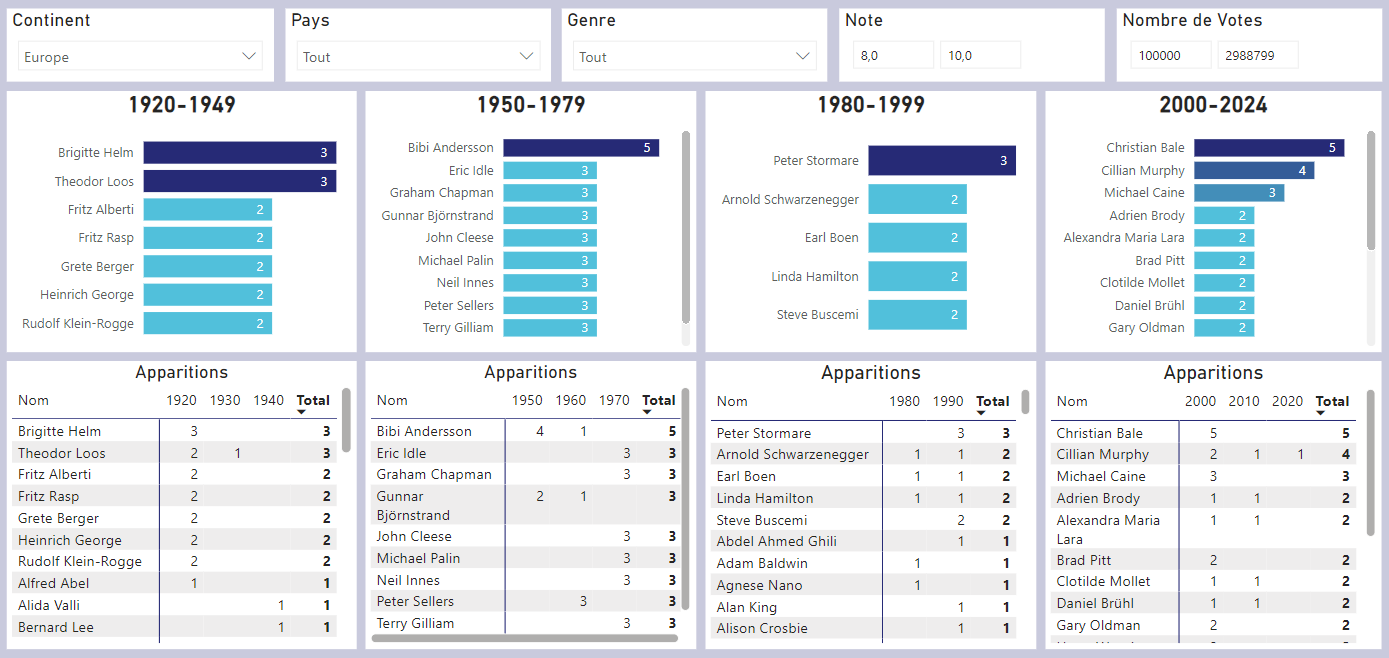 Continent
Europe
Pays
Tout
Genre
Tout
Note
8,0 10,0
Nombre de Votes
100000 2988799
1920-1949
Brigitte Helm 3
Theodor Loos 3
Fritz Alberti 2
Fritz Rasp 2
Grete Berger 2
Heinrich George 2
Rudolf Klein-Rogge 2
1950-1979
Bibi Andersson 5
Eric Idle 3
Graham Chapman 3
Gunnar Björnstrand 3
John Cleese 3
Michael Palin 3
Neil Innes 3
Peter Sellers 3
Terry Gilliam 3
1980-1999
Peter Stormare 3
Arnold Schwarzenegger 2
Earl Boen 2
Linda Hamilton 2
Steve Buscemi 2
2000-2024
Christian Bale 5
Cillian Murphy 4
Michael Caine 3
Adrien Brody 2
Alexandra Maria Lara 2
Brad Pitt 2
Clotilde Mollet 2
Daniel Brühl 2
Gary Oldman 2
Apparitions
Nom 1920 1930 1940 Total
Brigitte Helm 3 3
Theodor Loos 2 1 3
Fritz Alberti 2 2
Fritz Rasp 2 2
Grete Berger 2 2
Heinrich George 2 2
Rudolf Klein-Rogge 2 2
Alfred Abel 1 1
Alida Valli 1 1
Bernard Lee 1 1
Apparitions
Nom 1950 1960 1970 Total
Bibi Andersson 4 1 5
Eric Idle 3 3
Graham Chapman 3 3
Gunnar 2 1 3
Björnstrand
John Cleese 3 3
Michael Palin 3 3
Neil Innes 3 3
Peter Sellers 3 3
Terry Gilliam 3 3
Apparitions
Nom 1980 1990 Total
Peter Stormare 3 3
Arnold Schwarzenegger 1 1 2
Earl Boen 1 1 2
Linda Hamilton 1 1 2
Steve Buscemi 2 2
Abdel Ahmed Ghili 1 1
Adam Baldwin 1 1
Agnese Nano 1 1
Alan King 1 1
Alison Crosbie 1 1
Apparitions
Nom 2000 2010 2020 Total
Christian Bale 5 5
Cillian Murphy 2 1 1 4
Michael Caine 3 3
Adrien Brody 1 1 2
Alexandra Maria 1 1 2
Lara
Brad Pitt 2 2
Clotilde Mollet 1 1 2
Daniel Brühl 1 1 2
Gary Oldman 2 2